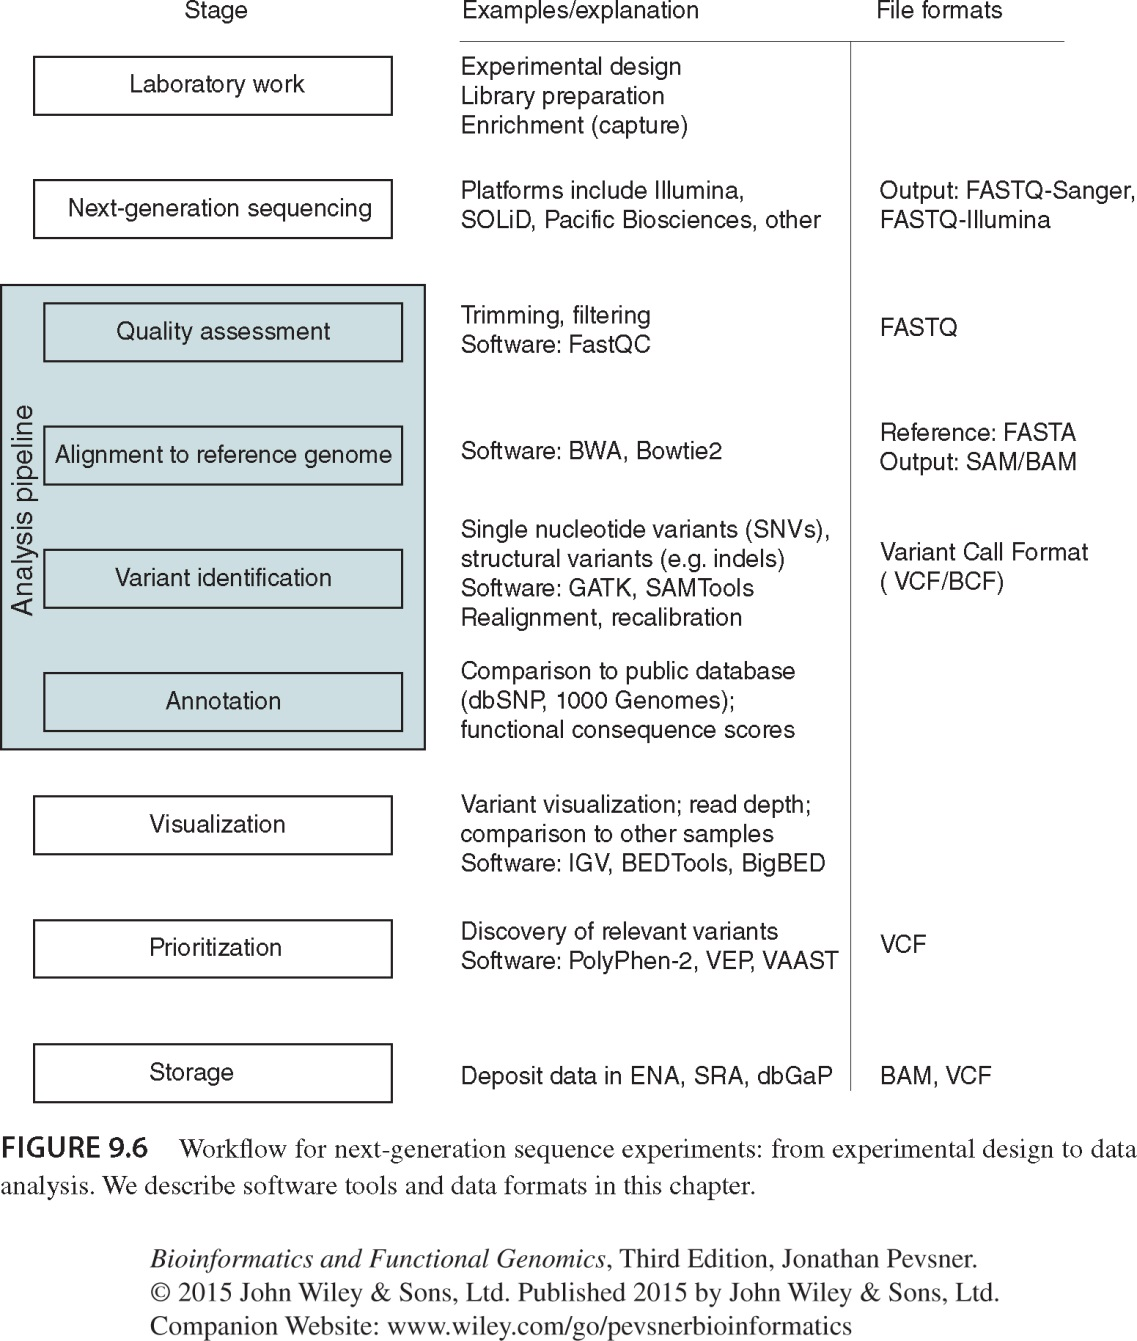 Stage Examples/explanation File formats
Laboratory work
Experimental design
Library preparation
Enrichment (capture)
Next-generation sequencing
Platforms include Illumina,
SOLiD, Pacific Biosciences, other
Output: FASTQ-Sanger,
FASTQ-Illumina
Analysis pipeline
Quality assessment
Trimming, filtering
Software: FastQC
FASTQ
Alignment to reference genome
Software: BWA, Bowtie2
Reference: FASTA
Output: SAM/BAM
Variant identification
Single nucleotide variants (SNVs),
structural variants (e.g. indels)
Software: GATK, SAMTools
Realignment, recalibration
Variant Call Format
( VCF/BCF)
Annotation
Comparison to public database
(dbSNP, 1000 Genomes);
functional consequence scores
Visualization
Variant visualization; read depth;
comparison to other samples
Software: IGV, BEDTools, BigBED
Prioritization
Discovery of relevant variants
Software: PolyPhen-2, VEP, VAAST
VCF
Storage
Deposit data in ENA, SRA, dbGaP
BAM, VCF
FIGURE 9.6 Workflow for next-generation sequence experiments: from experimental design to data
analysis. We describe software tools and data formats in this chapter.
Bioinformatics and Functional Genomics, Third Edition, Jonathan Pevsner.
© 2015 John Wiley & Sons, Ltd. Published 2015 by John Wiley & Sons, Ltd.
Companion Website: www.wiley.com/go/pevsnerbioinformatics